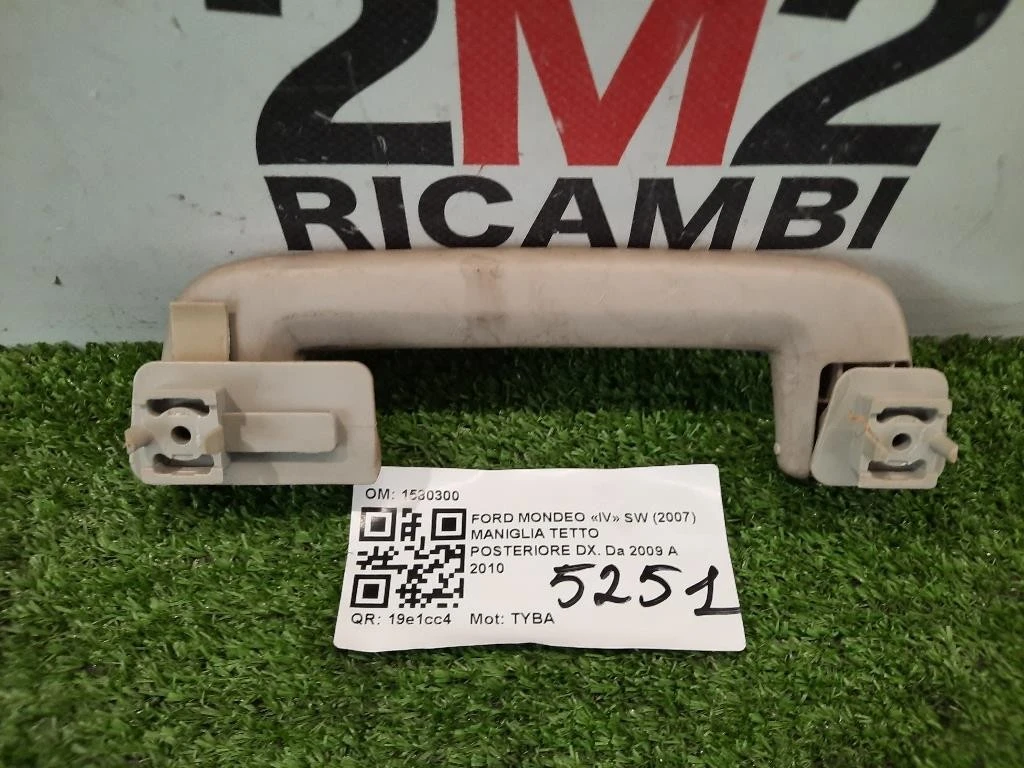 2M2
RICAMBI
OM: 1530300
FORD MONDEO «IV» SW (2007)
MANIGLIA TETTO
POSTERIORE DX. Da 2009 A
2010
5251
QR: 19e1cc4 Mot: TYBA